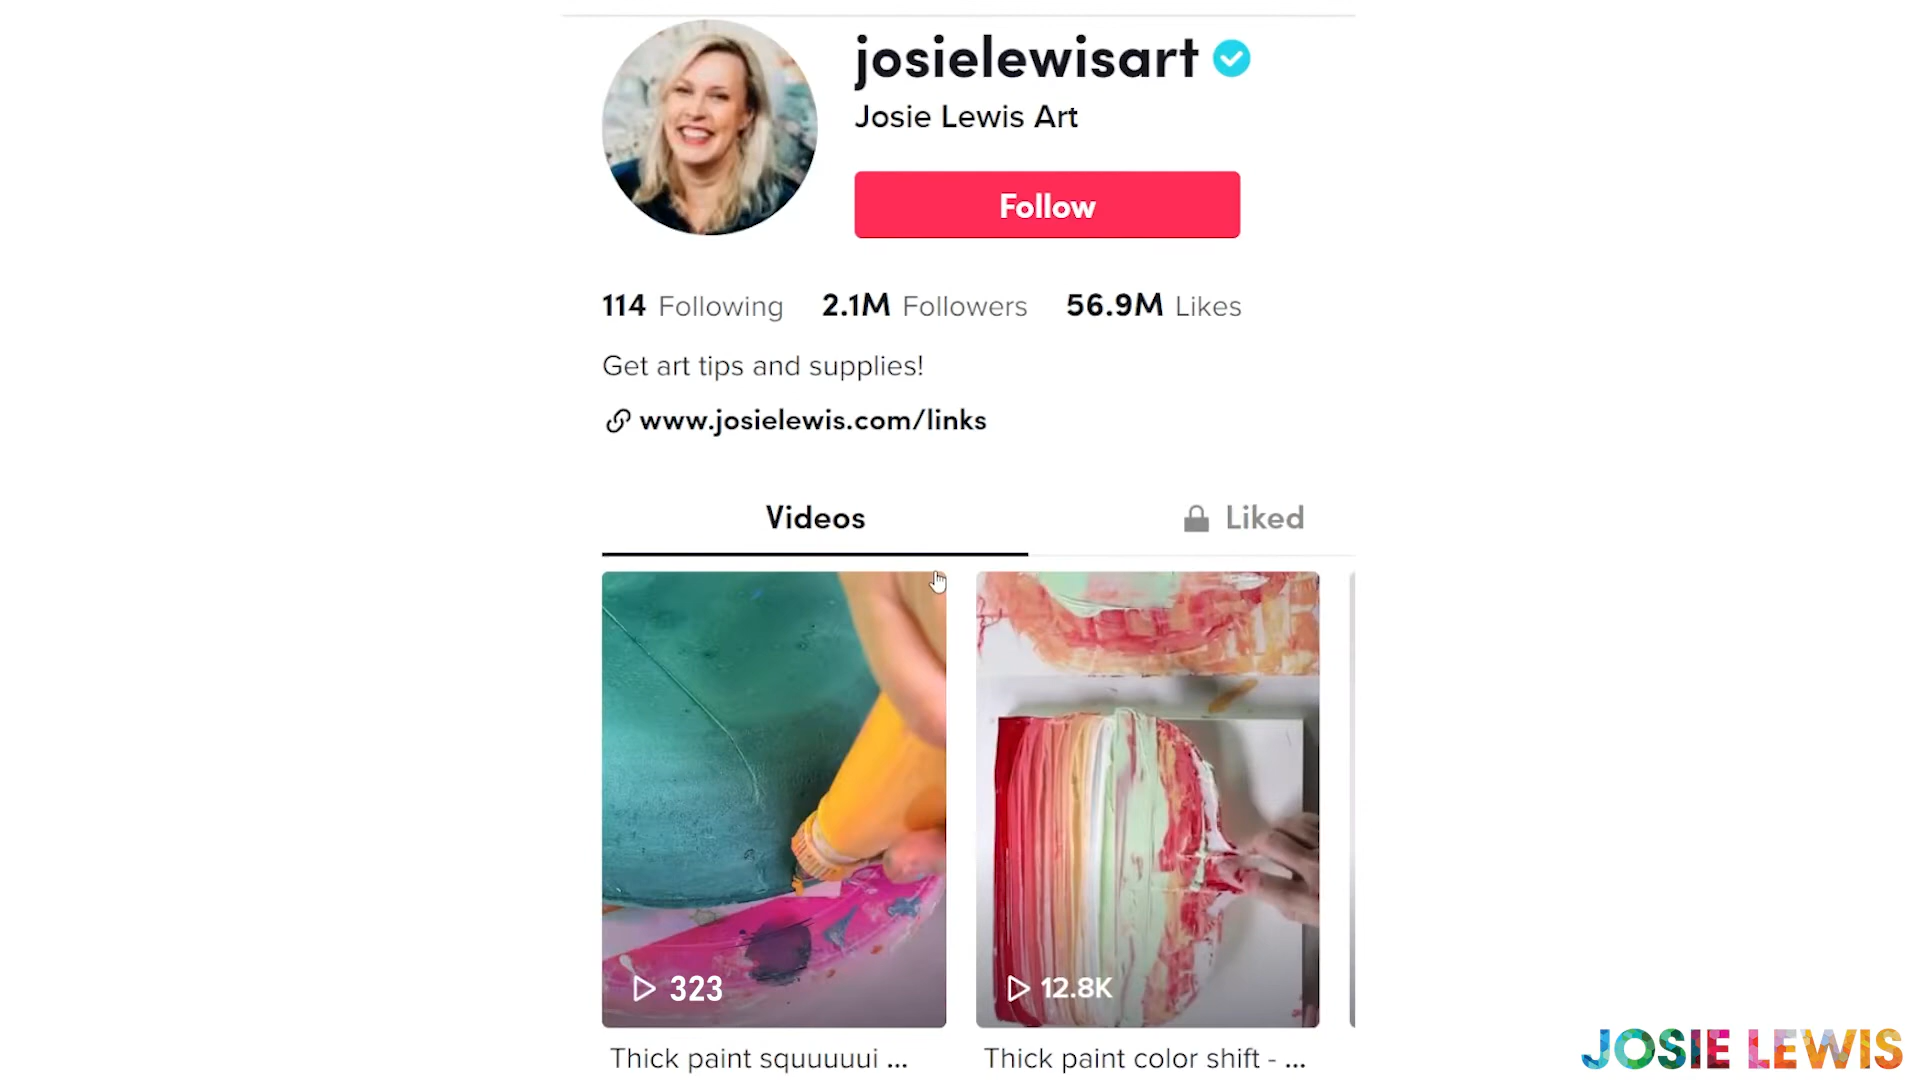 josielewisart
Josie Lewis Art
Follow
114 Following 2.1M Followers 56.9M Likes
Get art tips and supplies!
www.josielewis.com/links
Videos Liked
323 12.8K
Thick paint squuuuui ... Thick paint color shift - ...
JOSIE LEWIS